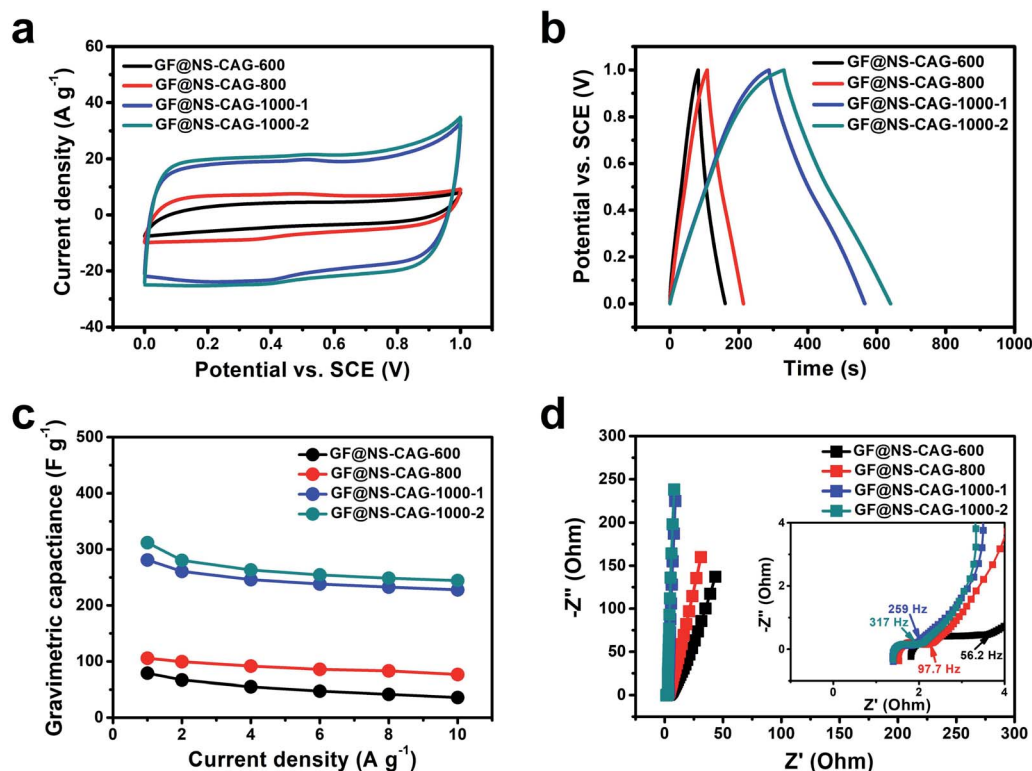 a
60
40
20
0
-20
-40
Current density (A g-1)
GF@NS-CAG-600
GF@NS-CAG-800
GF@NS-CAG-1000-1
GF@NS-CAG-1000-2
0.0 0.2 0.4 0.6 0.8 1.0
Potential vs. SCE (V)
b
1.0
0.8
0.6
0.4
0.2
0.0
Potential vs. SCE (V)
GF@NS-CAG-600
GF@NS-CAG-800
GF@NS-CAG-1000-1
GF@NS-CAG-1000-2
0 200 400 600 800 1000
Time (s)
c
500
400
300
200
100
0
Gravimetric capactiance (F g-1)
GF@NS-CAG-600
GF@NS-CAG-800
GF@NS-CAG-1000-1
GF@NS-CAG-1000-2
0 2 4 6 8 10
Current density (A g-1)
d
300
250
200
150
100
50
0
-Z" (Ohm)
GF@NS-CAG-600
GF@NS-CAG-800
GF@NS-CAG-1000-1
GF@NS-CAG-1000-2
4
2
0
-Z" (Ohm)
259 Hz
317 Hz
56.2 Hz
97.7 Hz
0 2 4
Z' (Ohm)
0 50 100 150 200 250 300
Z' (Ohm)